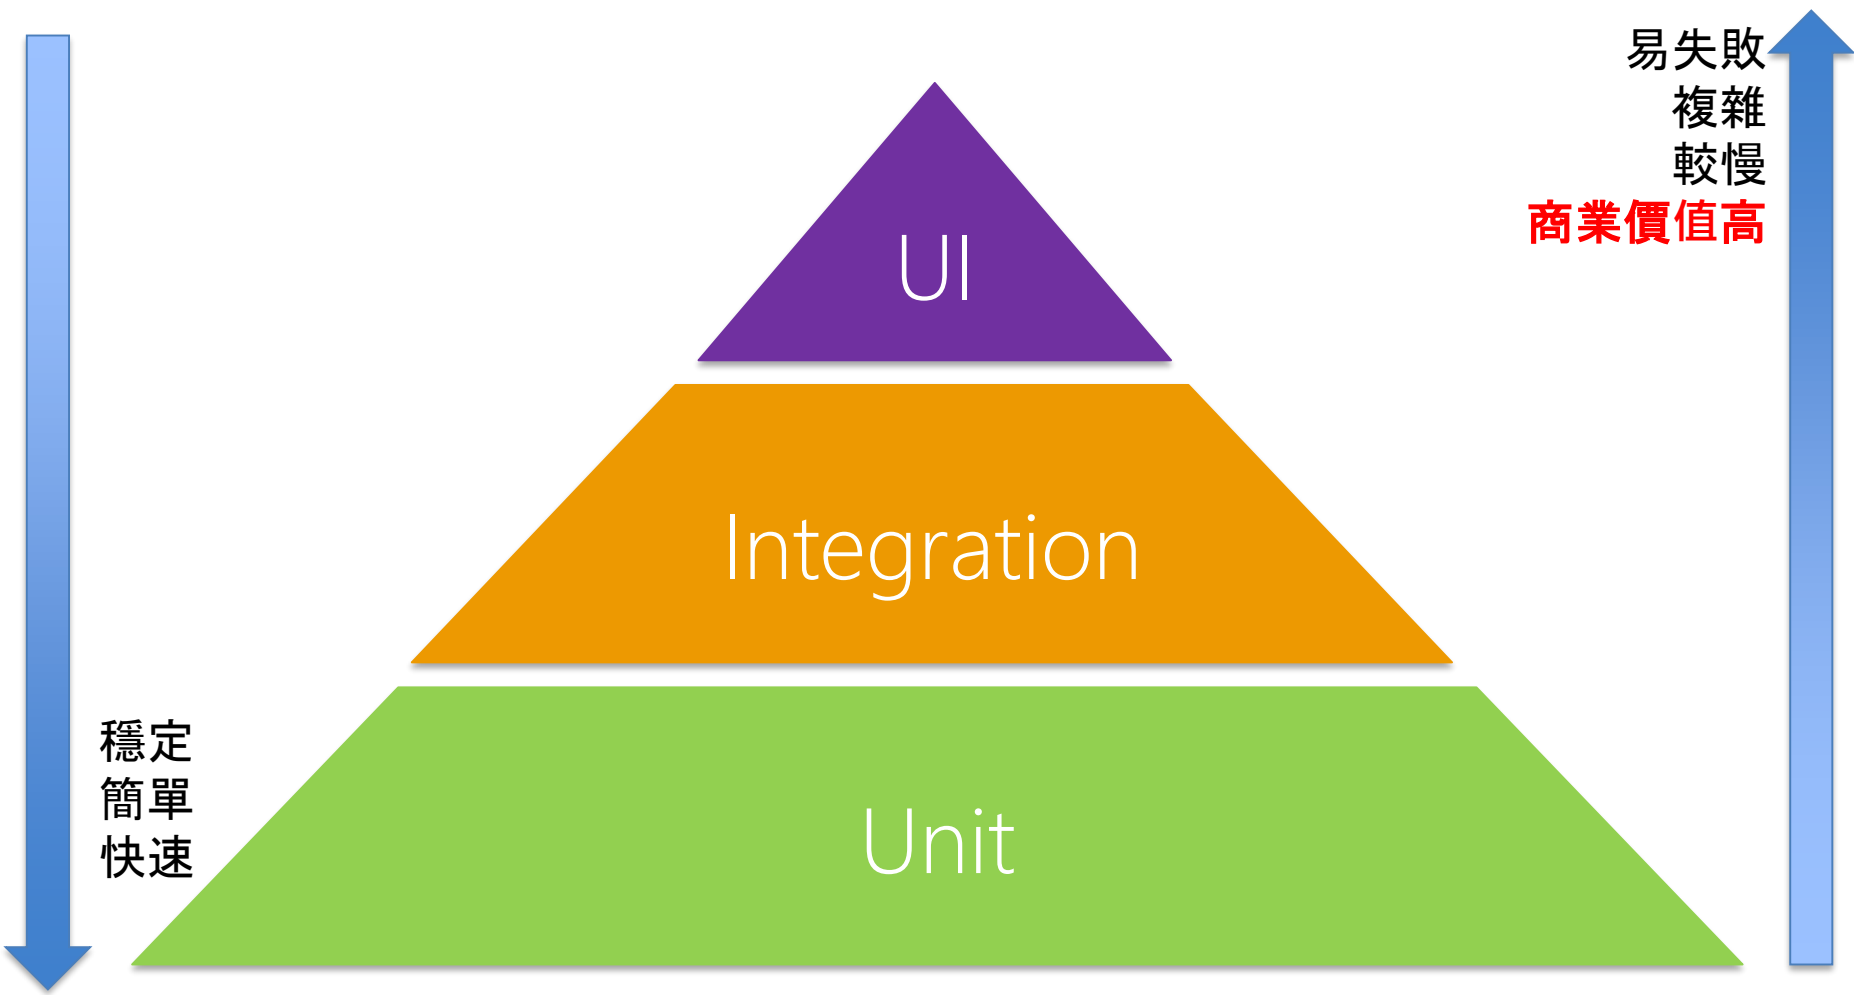 易失敗
複雜
較慢
商業價值高
UI
Integration
穩定
簡單
快速
Unit